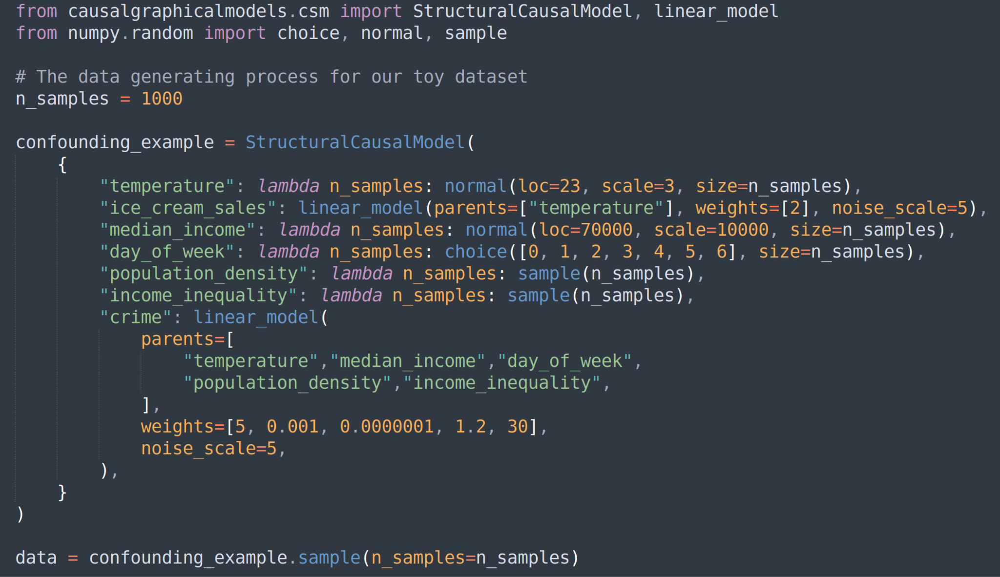 from causalgraphicalmodels.csm import StructuralCausalModel, linear_model
from numpy.random import choice, normal, sample

# The data generating process for our toy dataset
n_samples = 1000

confounding_example = StructuralCausalModel(
    {
        "temperature": lambda n_samples: normal(loc=23, scale=3, size=n_samples),
        "ice_cream_sales": linear_model(parents=["temperature"], weights=[2], noise_scale=5),
        "median_income": lambda n_samples: normal(loc=70000, scale=10000, size=n_samples),
        "day_of_week": lambda n_samples: choice([0, 1, 2, 3, 4, 5, 6], size=n_samples),
        "population_density": lambda n_samples: sample(n_samples),
        "income_inequality": lambda n_samples: sample(n_samples),
        "crime": linear_model(
            parents=[
                "temperature","median_income","day_of_week",
                "population_density","income_inequality",
            ],
            weights=[5, 0.001, 0.0000001, 1.2, 30],
            noise_scale=5,
        ),
    }
)

data = confounding_example.sample(n_samples=n_samples)